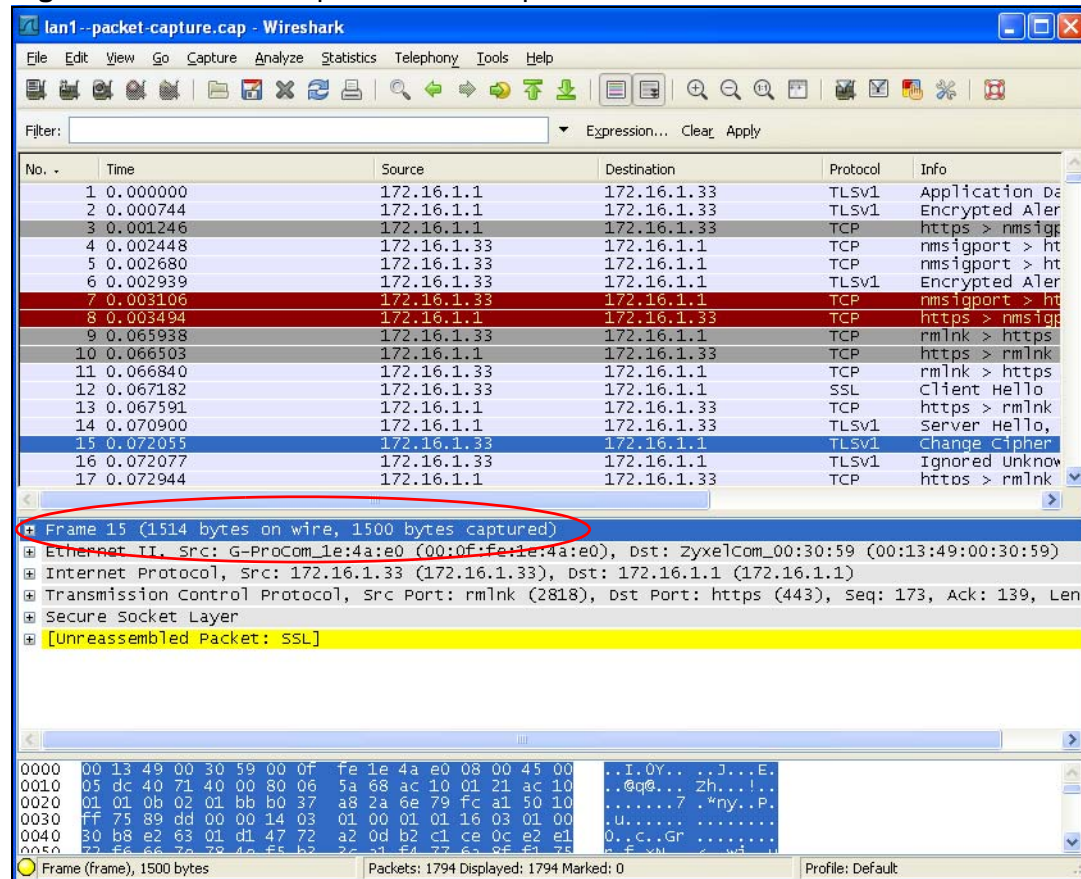 lan1--packet-capture.cap - Wireshark
File Edit View Go Capture Analyze Statistics Telephony Tools Help
Filter: Expression... Clear Apply
No. Time Source Destination Protocol Info
1 0.000000 172.16.1.1 172.16.1.33 TLSv1 Application Da
2 0.000744 172.16.1.1 172.16.1.33 TLSv1 Encrypted Aler
3 0.001246 172.16.1.1 172.16.1.33 TCP https > nmsigp
4 0.002448 172.16.1.33 172.16.1.1 TCP nmsigport > ht
5 0.002680 172.16.1.33 172.16.1.1 TCP nmsigport > ht
6 0.002939 172.16.1.33 172.16.1.1 TLSv1 Encrypted Aler
7 0.003106 172.16.1.33 172.16.1.1 TCP nmsigport > ht
8 0.003494 172.16.1.1 172.16.1.33 TCP https > nmsigp
9 0.065938 172.16.1.33 172.16.1.1 TCP rmlnk > https
10 0.066503 172.16.1.1 172.16.1.33 TCP https > rmlnk
11 0.066840 172.16.1.33 172.16.1.1 TCP rmlnk > https
12 0.067182 172.16.1.33 172.16.1.1 SSL Client Hello
13 0.067591 172.16.1.1 172.16.1.33 TCP https > rmlnk
14 0.070900 172.16.1.1 172.16.1.33 TLSv1 Server Hello,
15 0.072055 172.16.1.33 172.16.1.1 TLSv1 Change Cipher
16 0.072077 172.16.1.33 172.16.1.1 TLSv1 Ignored Unknow
17 0.072944 172.16.1.1 172.16.1.33 TCP https > rmlnk
Frame 15 (1514 bytes on wire, 1500 bytes captured)
Ethernet II, Src: G-ProCom_1e:4a:e0 (00:0f:fe:1e:4a:e0), Dst: ZyxelCom_00:30:59 (00:13:49:00:30:59)
Internet Protocol, Src: 172.16.1.33 (172.16.1.33), Dst: 172.16.1.1 (172.16.1.1)
Transmission Control Protocol, Src Port: rmlnk (2818), Dst Port: https (443), Seq: 173, Ack: 139, Len
Secure Socket Layer
[Unreassembled Packet: SSL]
0000 00 13 49 00 30 59 00 0f fe 1e 4a e0 08 00 45 00 ..I.0Y.. ..J...E.
0010 05 dc 40 71 40 00 80 06 5a 68 ac 10 01 21 ac 10 ..@q@... Zh...!..
0020 01 01 0b 02 01 bb b0 37 a8 2a 6e 79 fc a1 50 10 .......7 .*ny..P.
0030 ff 75 89 dd 00 00 14 03 01 00 01 01 16 03 01 00 .u...... ........
0040 30 b8 e2 63 01 d1 47 72 a2 0d b2 c1 ce 0c e2 e1 0..c..Gr ........
0050
Frame (frame), 1500 bytes Packets: 1794 Displayed: 1794 Marked: 0 Profile: Default